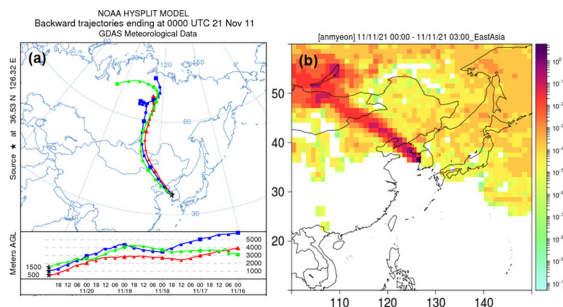 NOAA HYSPLIT MODEL
Backward trajectories ending at 0000 UTC 21 Nov 11
GDAS Meteorological Data
(a)
Source ★ at 36.53 N 126.32 E
Meters AGL
1500
500
5000
4000
3000
2000
1000
18 12 06 00 18 12 06 00 18 12 06 00 18 12 06 00 18 12 06 00
11/20 11/19 11/18 11/17 11/16
[anmyeon] 11/11/21 00:00 - 11/11/21 03:00_EastAsia
(b)
50
40
30
20
110 120 130 140
10⁰
10⁻¹
10⁻²
10⁻³
10⁻⁴
10⁻⁵
10⁻⁶
10⁻⁷